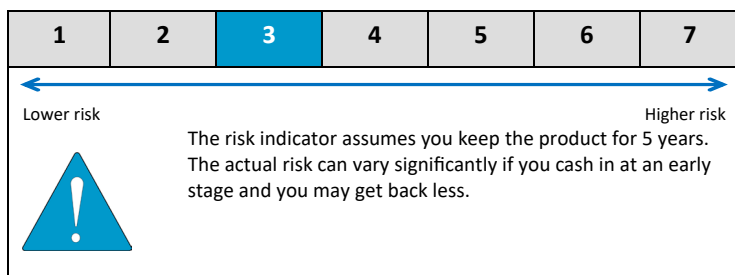 1 2 3 4 5 6 7
Lower risk Higher risk
The risk indicator assumes you keep the product for 5 years.
The actual risk can vary significantly if you cash in at an early
stage and you may get back less.